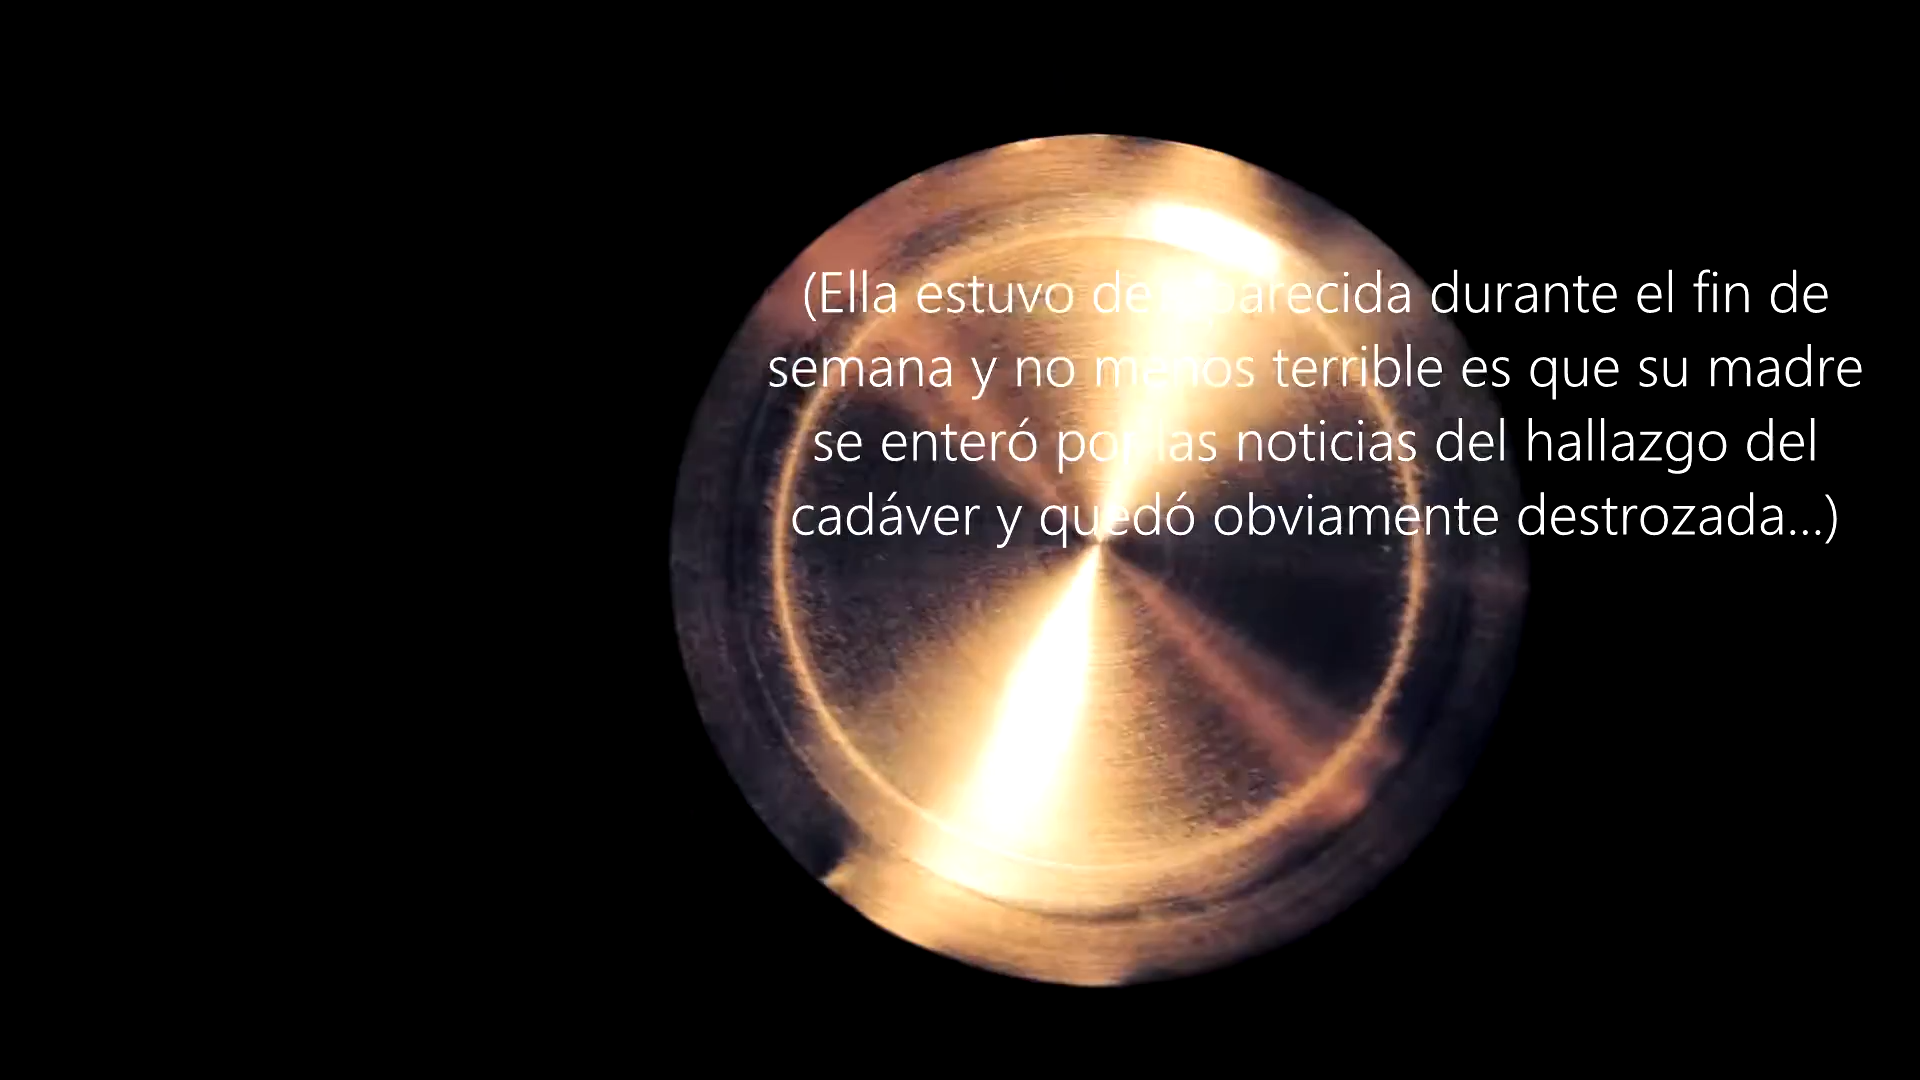 (Ella estuvo desaparecida durante el fin de
semana y no menos terrible es que su madre
se enteró por las noticias del hallazgo del
cadáver y quedó obviamente destrozada...)